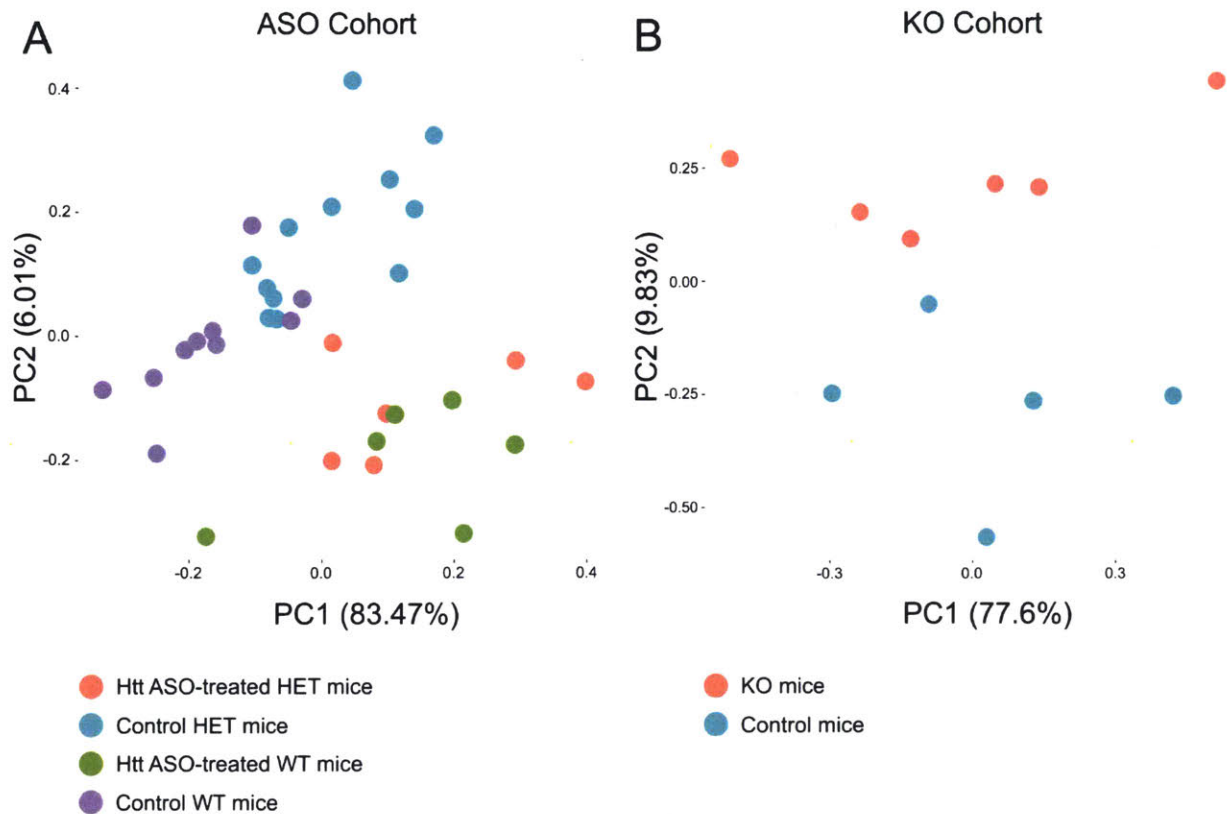 A
ASO Cohort
0.4
0.2
0.0
-0.2
PC2 (6.01%)
-0.2
0.0
0.2
0.4
PC1 (83.47%)
Htt ASO-treated HET mice
Control HET mice
Htt ASO-treated WT mice
Control WT mice
B
KO Cohort
0.25
0.00
-0.25
-0.50
PC2 (9.83%)
-0.3
0.0
0.3
PC1 (77.6%)
KO mice
Control mice